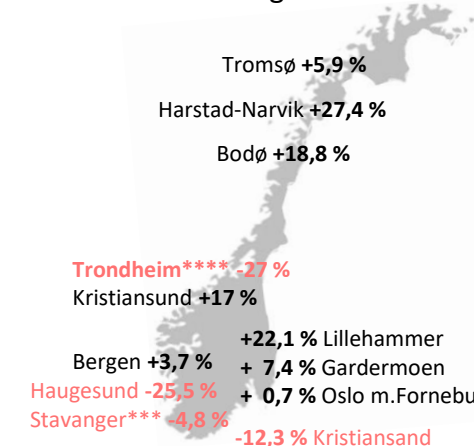 Tromsø +5,9 %
Harstad-Narvik +27,4 %
Bodø +18,8 %
Trondheim**** -27 %
Kristiansund +17 %
+22,1 % Lillehammer
Bergen +3,7 %
+ 7,4 % Gardermoen
Haugesund -25,5 %
+ 0,7 % Oslo m.Fornebu
Stavanger*** -4,8 %
-12,3 % Kristiansand